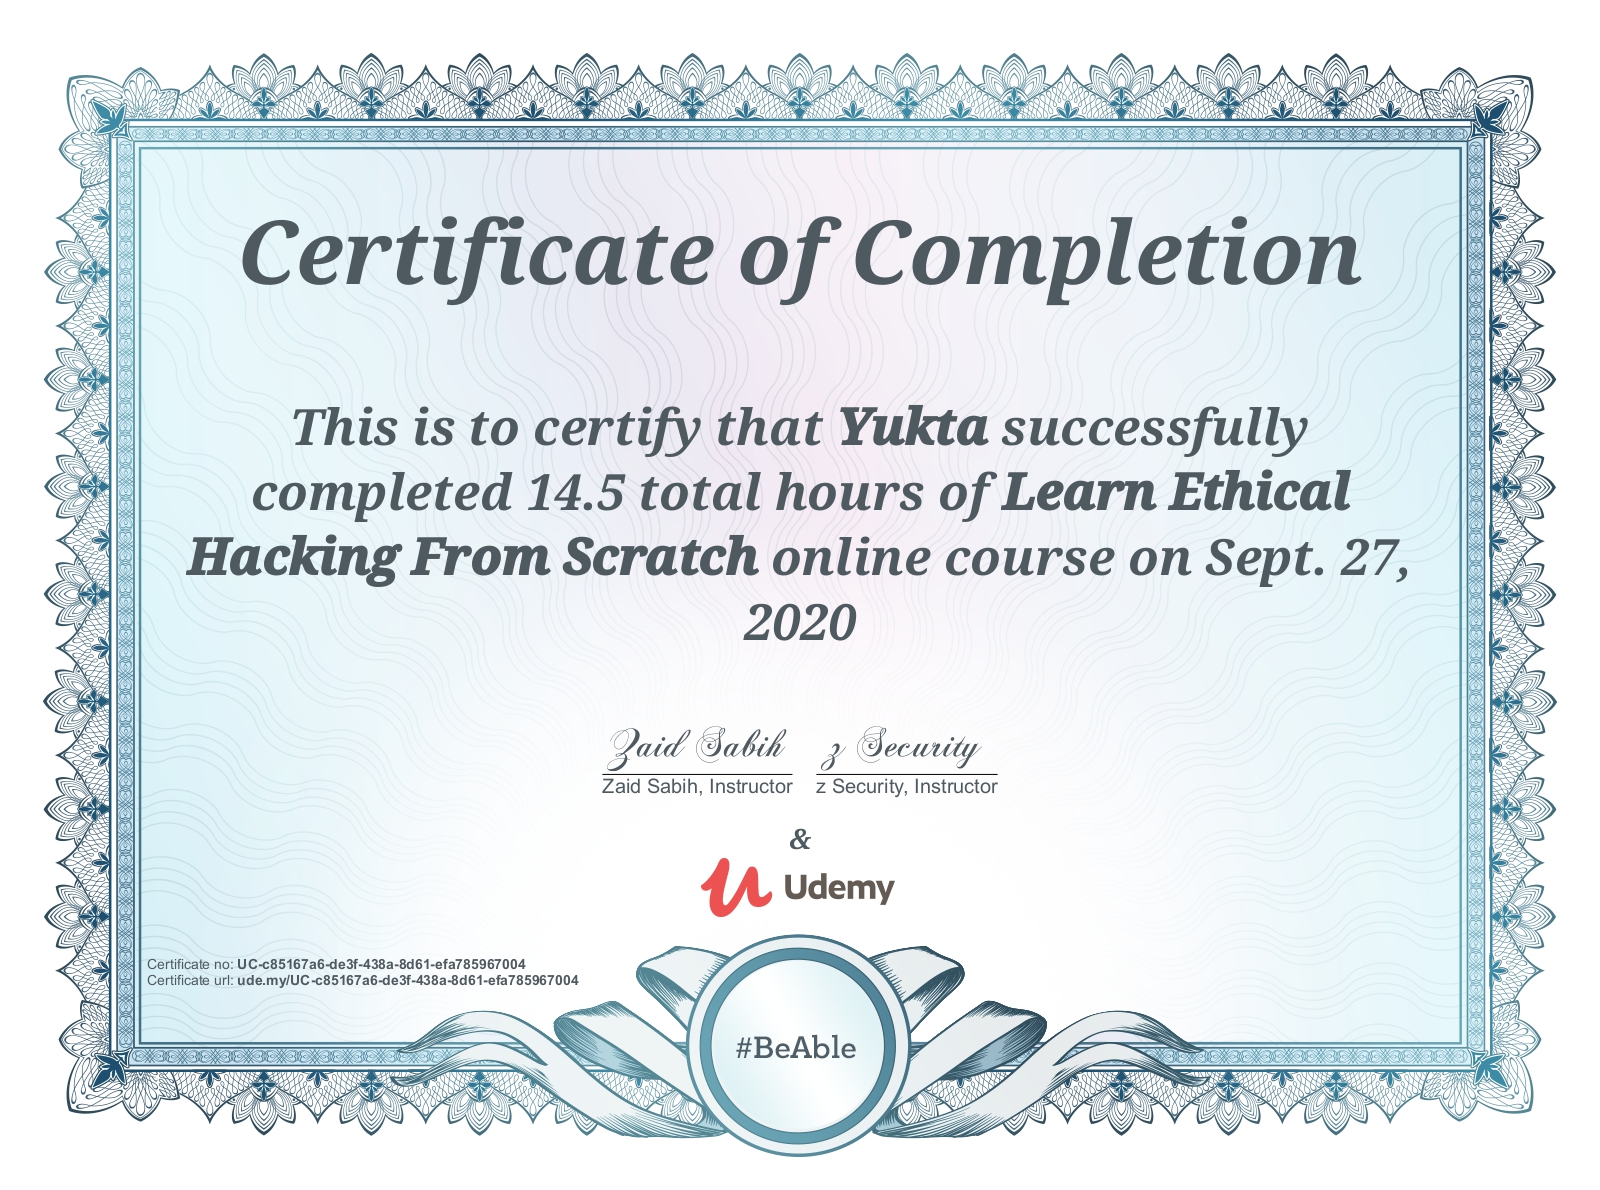 Certificate of Completion
This is to certify that Yukta successfully
completed 14.5 total hours of Learn Ethical
Hacking From Scratch online course on Sept. 27,
2020
Zaid Sabih z Security
Zaid Sabih, Instructor z Security, Instructor
&
Udemy
Certificate no: UC-c85167a6-de3f-438a-8d61-efa785967004
Certificate url: ude.my/UC-c85167a6-de3f-438a-8d61-efa785967004
#BeAble